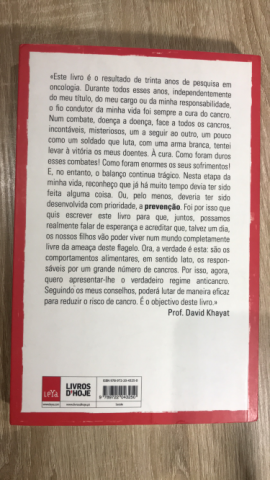 «Este livro é o resultado de trinta anos de pesquisa em
oncologia. Durante todos esses anos, independentemente
do meu título, do meu cargo ou da minha responsabilidade,
o fio condutor da minha vida foi sempre a cura do cancro.
Num combate, doença a doença, face a todos os cancros,
incontáveis, misteriosos, um a seguir ao outro, um pouco
como um soldado que luta, com uma arma branca, tentei
levar à vitória os meus doentes. À cura. Como foram duros
esses combates! Como foram enormes os seus sofrimentos!
E, no entanto, o balanço continua trágico. Nesta etapa da
minha vida, reconheço que já há muito tempo devia ter sido
feita alguma coisa. Ou, pelo menos, deveria ter sido
desenvolvida com prioridade, a prevenção. Foi por isso que
quis escrever este livro para que, juntos, possamos
realmente falar de esperança e acreditar que, talvez um dia,
os nossos filhos vão poder viver num mundo completamente
livre da ameaça deste flagelo. Ora, a verdade é esta: são os
comportamentos alimentares, em sentido lato, os respon-
sáveis por um grande número de cancros. Por isso, agora,
quero apresentar-lhe o verdadeiro regime anticancro.
Seguindo os meus conselhos, poderá lutar de maneira eficaz
para reduzir o risco de cancro. É o objectivo deste livro.»
Prof. David Khayat
LeYa
LIVROS
D'HOJE